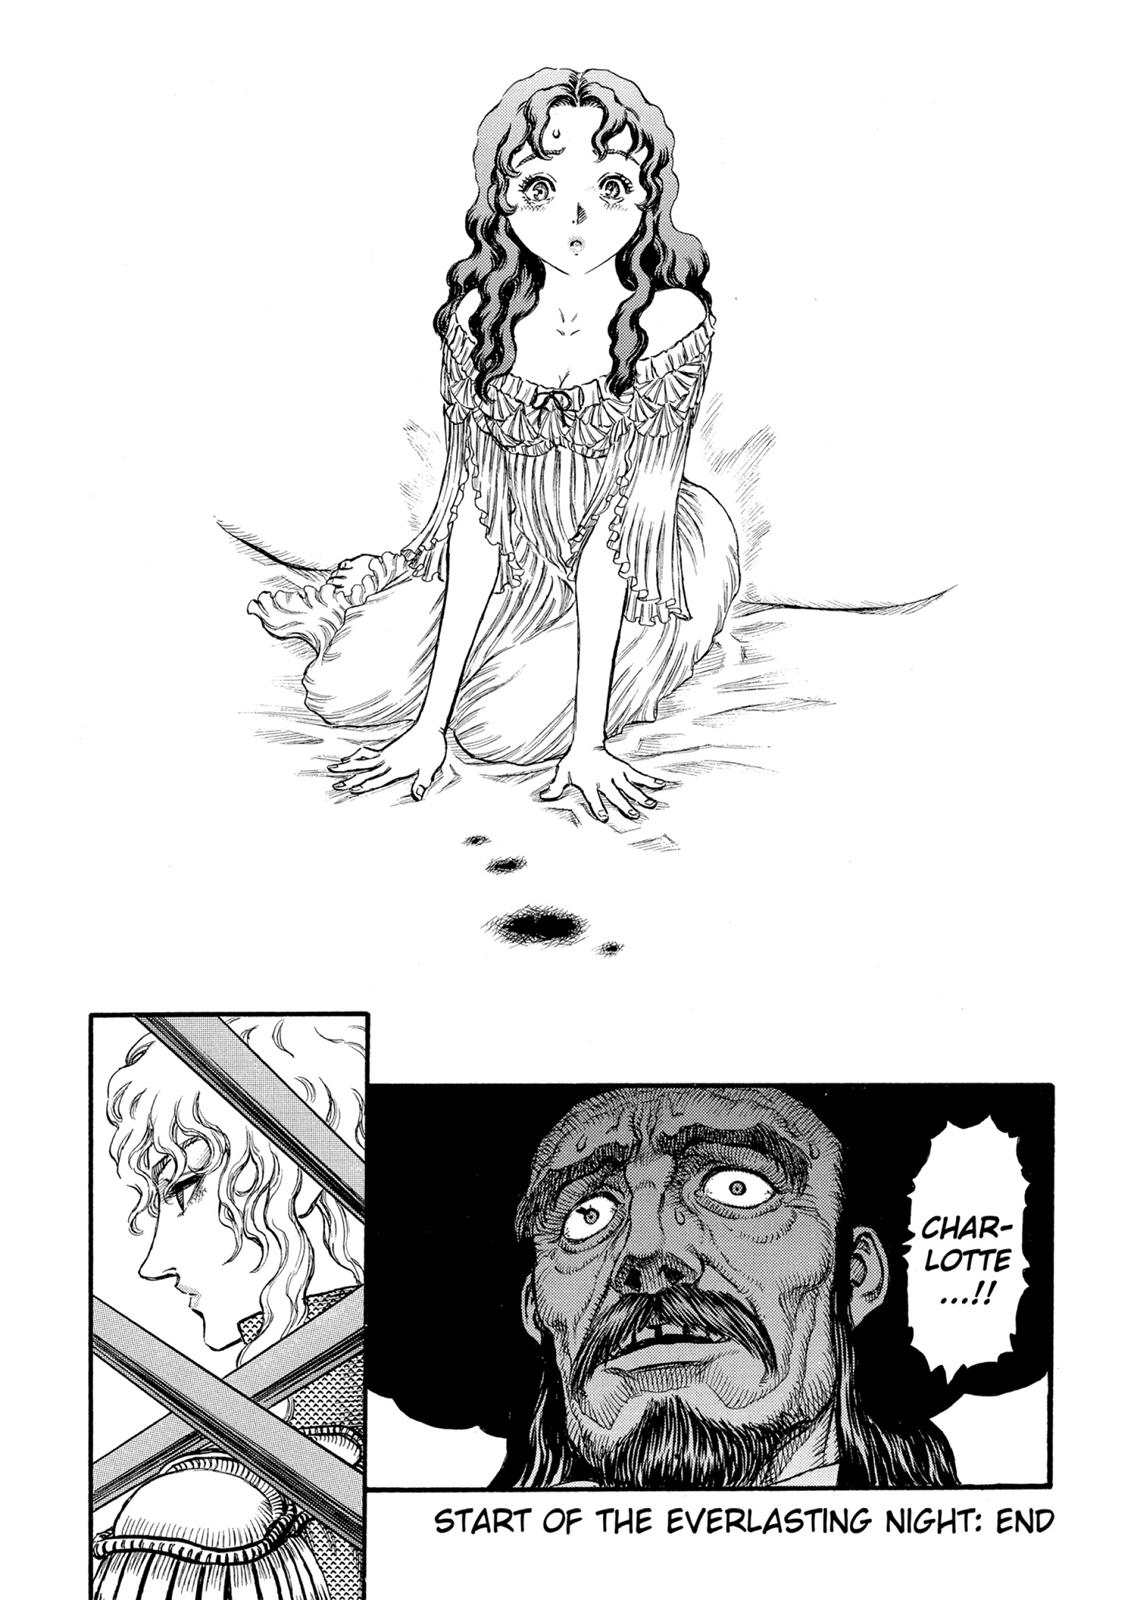 CHAR-
LOTTE
...!!
START OF THE EVERLASTING NIGHT: END